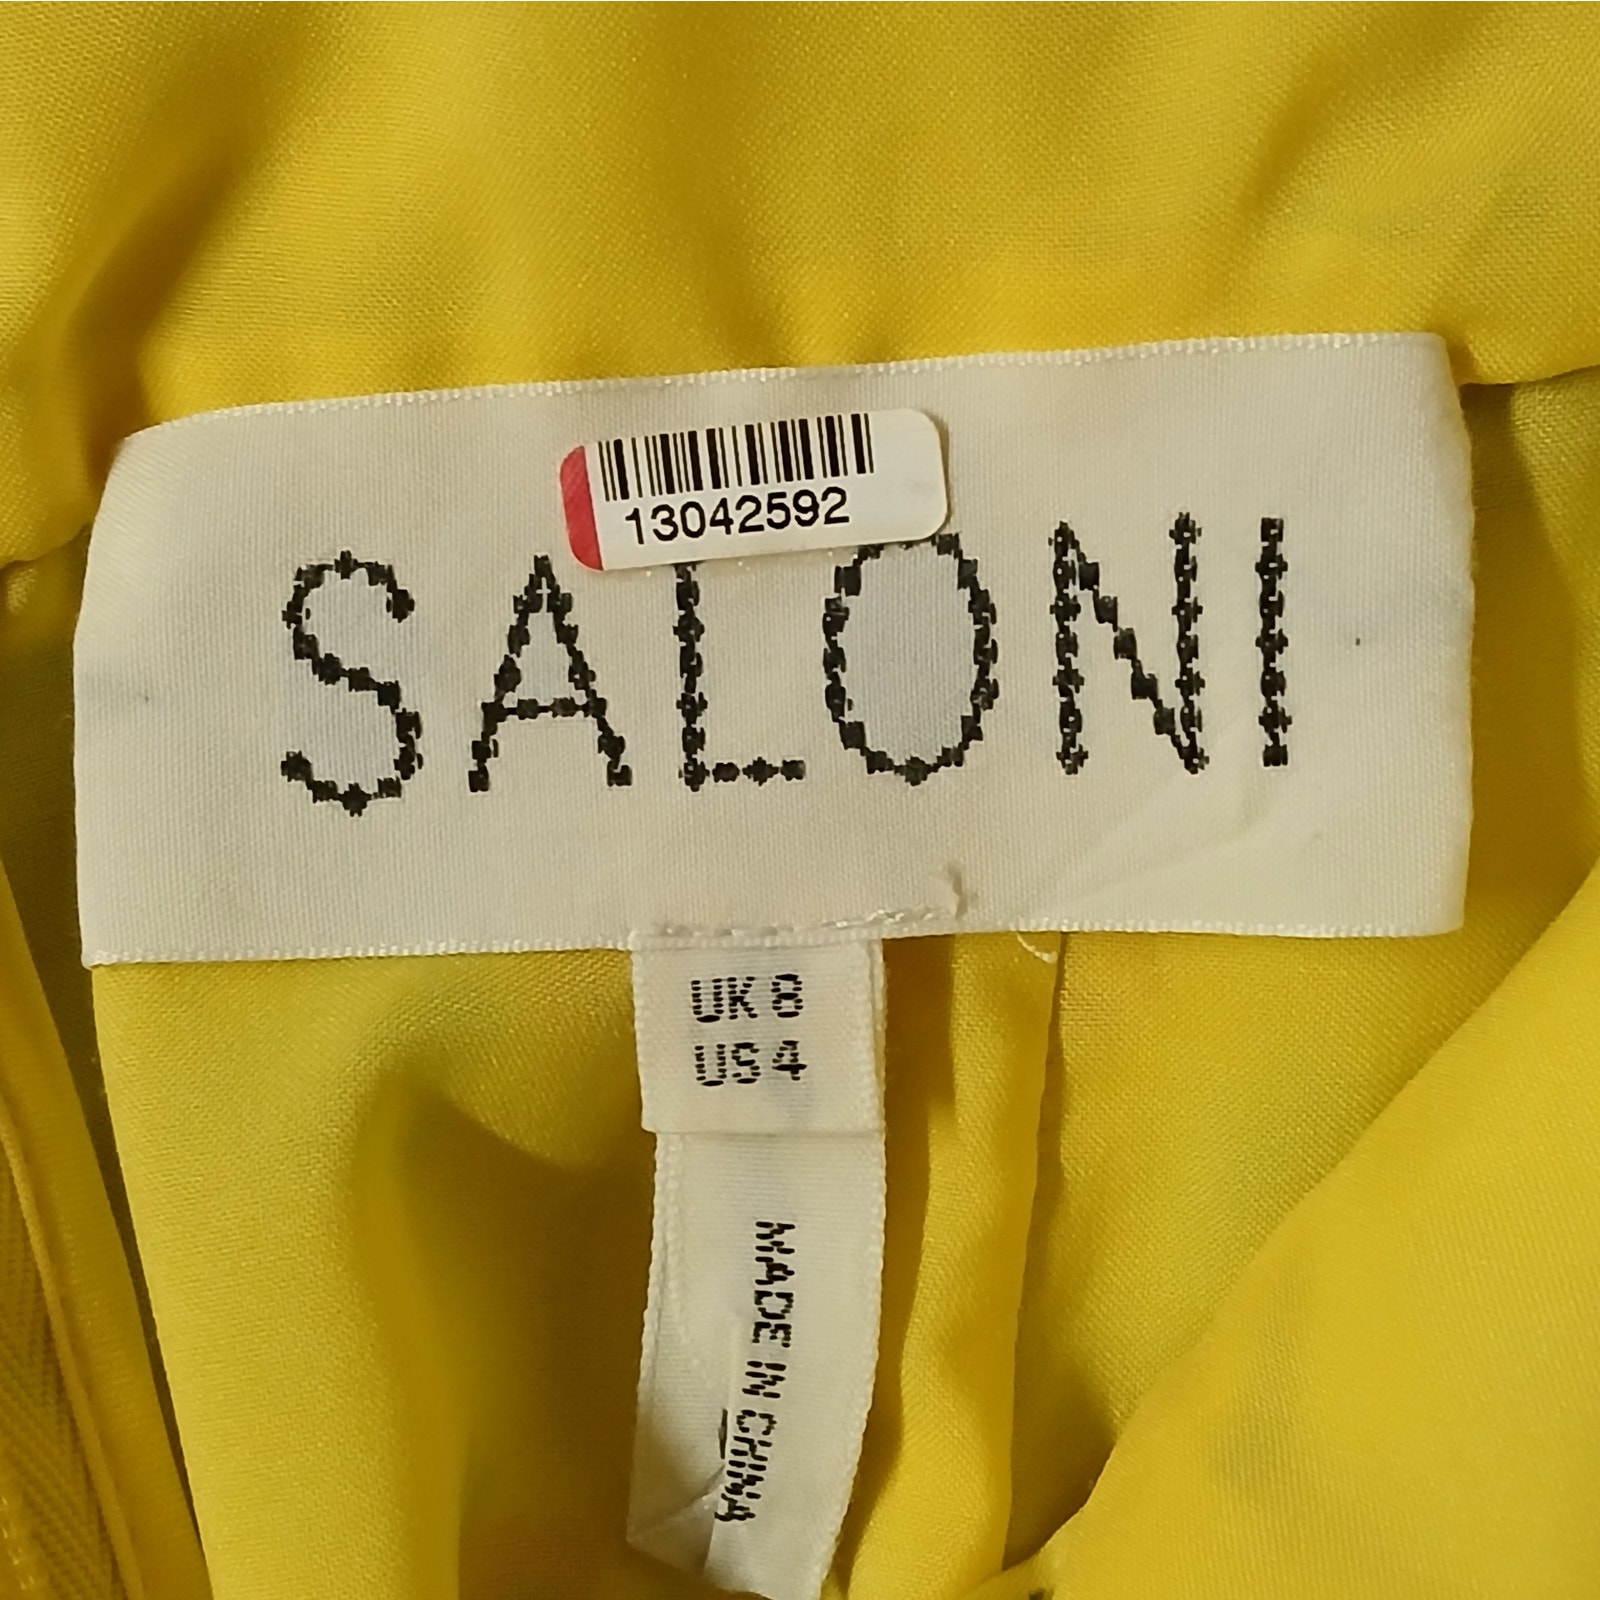 13042592
SALONI
UK 8
US 4
MADE IN CHINA